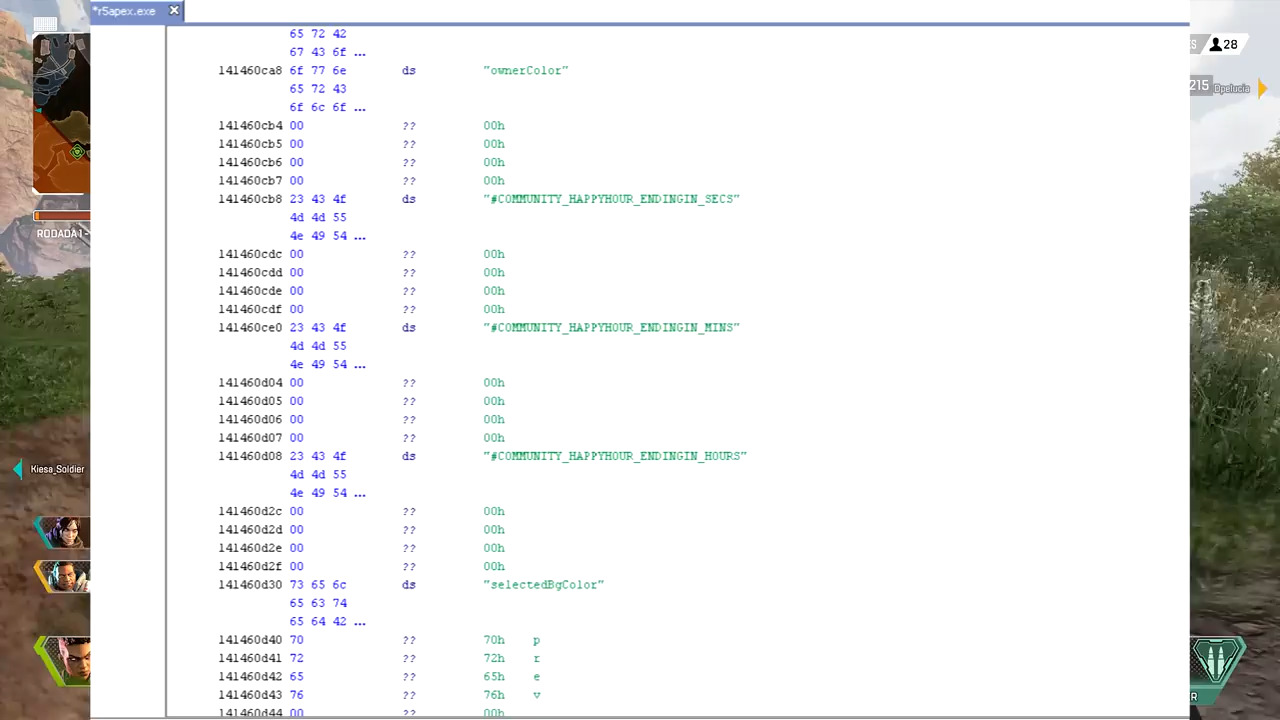 *r5apex.exe
65 72 42
67 43 6f ...
141460ca8 6f 77 6e ds "ownerColor"
65 72 43
6f 6c 6f ...
141460cb4 00 ?? 00h
141460cb5 00 ?? 00h
141460cb6 00 ?? 00h
141460cb7 00 ?? 00h
141460cb8 23 43 4f ds "#COMMUNITY_HAPPYHOUR_ENDINGIN_SECS"
4d 4d 55
4e 49 54 ...
141460cdc 00 ?? 00h
141460cdd 00 ?? 00h
141460cde 00 ?? 00h
141460cdf 00 ?? 00h
141460ce0 23 43 4f ds "#COMMUNITY_HAPPYHOUR_ENDINGIN_MINS"
4d 4d 55
4e 49 54 ...
141460d04 00 ?? 00h
141460d05 00 ?? 00h
141460d06 00 ?? 00h
141460d07 00 ?? 00h
141460d08 23 43 4f ds "#COMMUNITY_HAPPYHOUR_ENDINGIN_HOURS"
4d 4d 55
4e 49 54 ...
141460d2c 00 ?? 00h
141460d2d 00 ?? 00h
141460d2e 00 ?? 00h
141460d2f 00 ?? 00h
141460d30 73 65 6c ds "selectedBgColor"
65 63 74
65 64 42 ...
141460d40 70 ?? 70h p
141460d41 72 ?? 72h r
141460d42 65 ?? 65h e
141460d43 76 ?? 76h v
141460d44 00 ?? 00h
RODADA 1 -
Kiesa_Soldier
S 28
215 Dpelucia
R